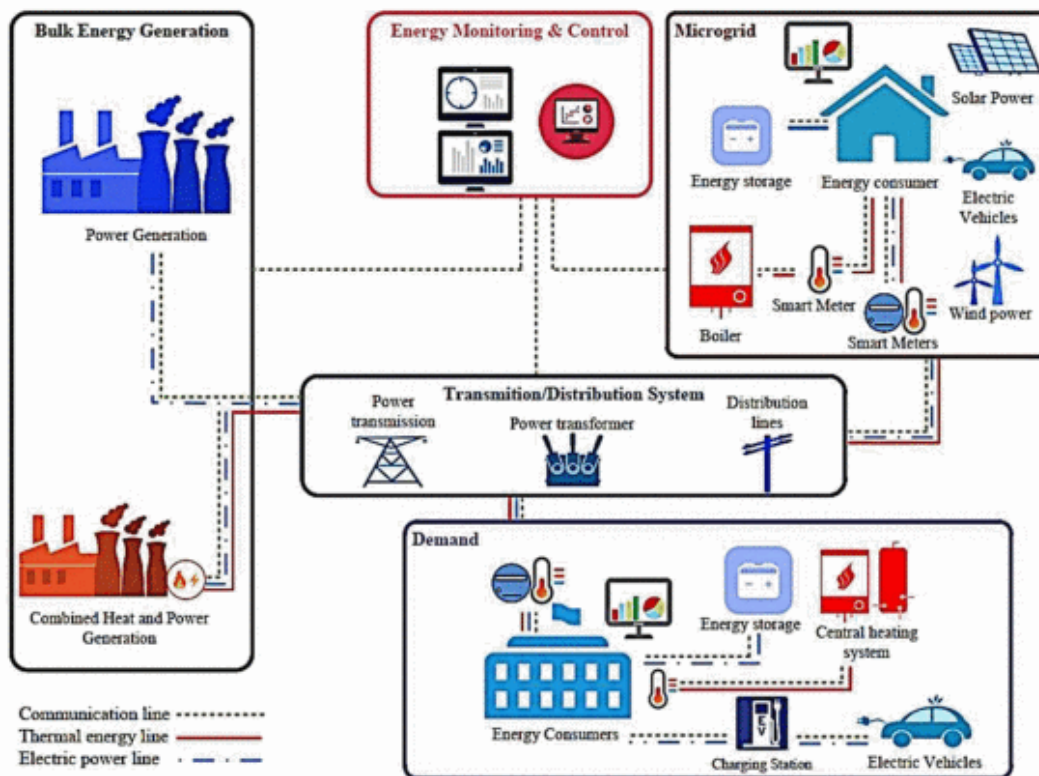 Bulk Energy Generation
Power Generation
Combined Heat and Power
Generation
Energy Monitoring & Control
Microgrid
Solar Power
Energy storage
Energy consumer
Electric
Vehicles
Boiler
Smart Meter
Smart Meters
Wind power
Transmition/Distribution System
Power
transmission
Power transformer
Distribution
lines
Demand
Energy storage
Central heating
system
Energy Consumers
EV
Charging Station
Electric Vehicles
Communication line
Thermal energy line
Electric power line